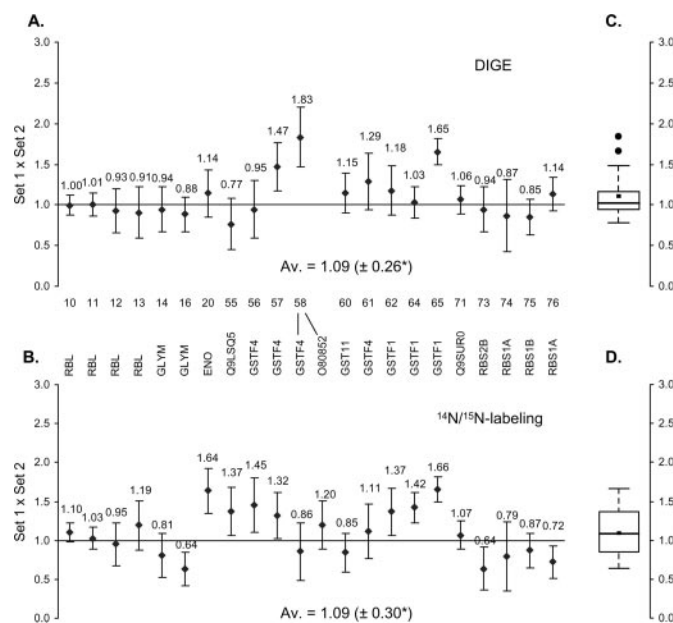 A.
C.
3.0
2.5
2.0
1.5
1.0
0.5
0.0
Set 1 x Set 2
DIGE
1.00
1.01
0.93
0.91
0.94
0.88
1.14
0.77
0.95
1.47
1.83
1.15
1.29
1.18
1.03
1.65
1.06
0.94
0.87
0.85
1.14
Av. = 1.09 (± 0.26*)
3.0
2.5
2.0
1.5
1.0
0.5
0.0
10 11 12 13 14 16 20 55 56 57 58 60 61 62 64 65 71 73 74 75 76
B.
D.
RBL
RBL
RBL
RBL
GLYM
GLYM
ENO
Q9LSQ5
GSTF4
GSTF4
GSTF4
O80852
GST11
GSTF4
GSTF1
GSTF1
GSTF1
Q9SUR0
RBS2B
RBS1A
RBS1B
RBS1A
3.0
2.5
2.0
1.5
1.0
0.5
0.0
Set 1 x Set 2
¹⁴N/¹⁵N-labeling
1.10
1.03
0.95
1.19
0.81
0.64
1.64
1.37
1.45
1.32
0.86
1.20
0.85
1.11
1.37
1.42
1.66
1.07
0.64
0.79
0.87
0.72
Av. = 1.09 (± 0.30*)
3.0
2.5
2.0
1.5
1.0
0.5
0.0